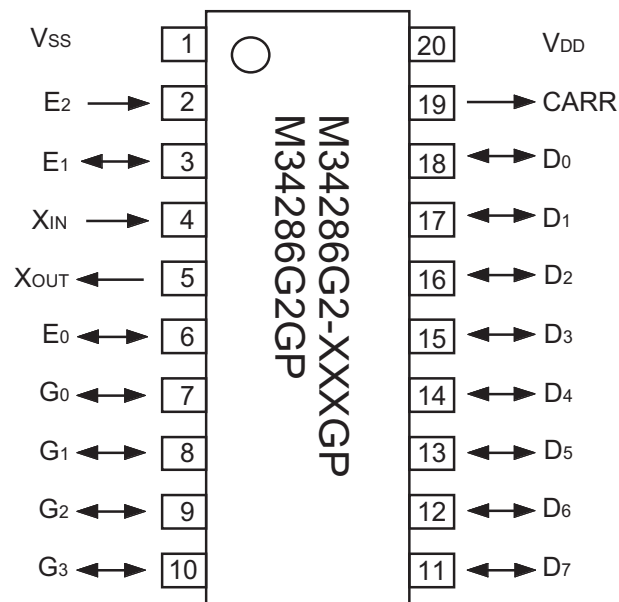 VSS 1 20 VDD
E2 2 19 CARR
E1 3 18 D0
XIN 4 17 D1
XOUT 5 16 D2
E0 6 15 D3
G0 7 14 D4
G1 8 13 D5
G2 9 12 D6
G3 10 11 D7
M34286G2-XXXGP
M34286G2GP